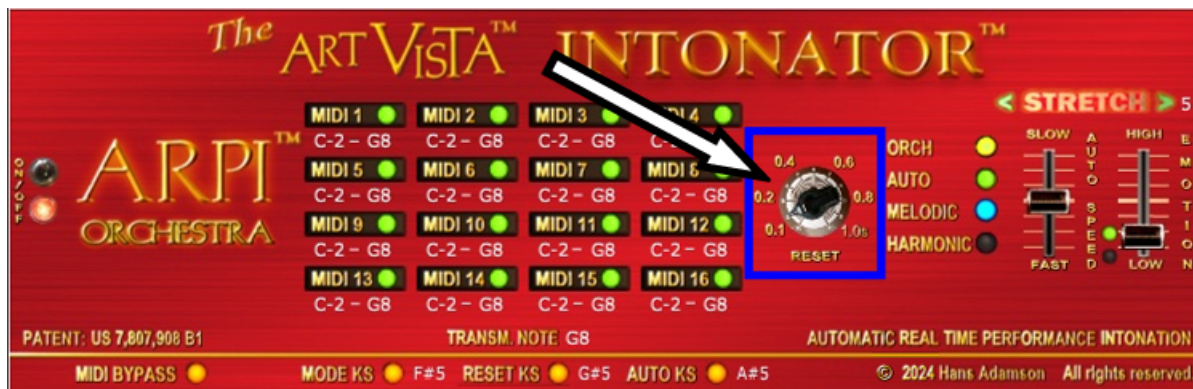 The ART VISTA™ INTONATOR™
ARPI™
ORCHESTRA
ON/OFF
MIDI 1 MIDI 2 MIDI 3 4
C-2 – G8 C-2 – G8 C-2 – G8
MIDI 5 MIDI 6 MIDI 7 MIDI 8
C-2 – G8 C-2 – G8 C-2 – G8 C-2 – G8
MIDI 9 MIDI 10 MIDI 11 MIDI 12
C-2 – G8 C-2 – G8 C-2 – G8 C-2 – G8
MIDI 13 MIDI 14 MIDI 15 MIDI 16
C-2 – G8 C-2 – G8 C-2 – G8 C-2 – G8
0.4 0.6
0.2 0.8
0.1 1.0s
RESET
ORCH
AUTO
MELODIC
HARMONIC
< STRETCH > 5
SLOW HIGH
AUTO SPEED
EMOTION
FAST LOW
PATENT: US 7,807,908 B1 TRANSM. NOTE G8 AUTOMATIC REAL TIME PERFORMANCE INTONATION
MIDI BYPASS MODE KS F#5 RESET KS G#5 AUTO KS A#5 © 2024 Hans Adamson All rights reserved